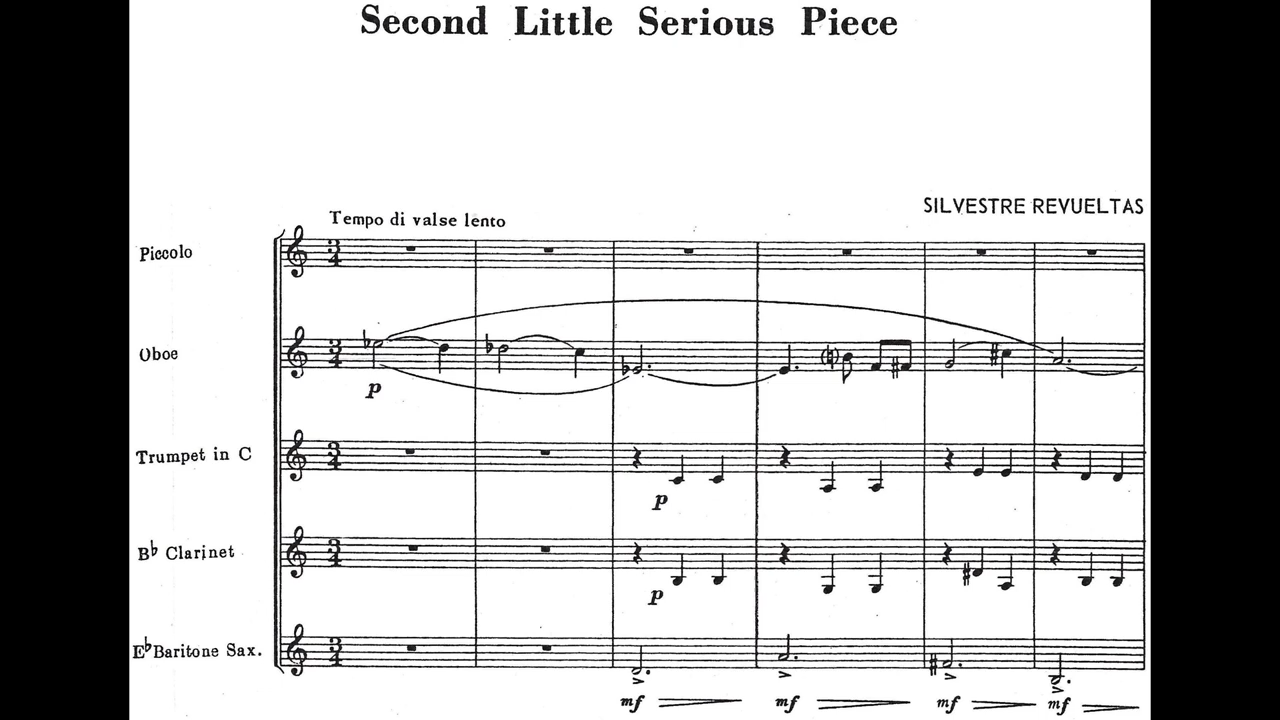 Second Little Serious Piece
SILVESTRE REVUELTAS
Tempo di valse lento
Piccolo
Oboe
p
Trumpet in C
p
B♭ Clarinet
p
E♭ Baritone Sax.
mf mf mf mf